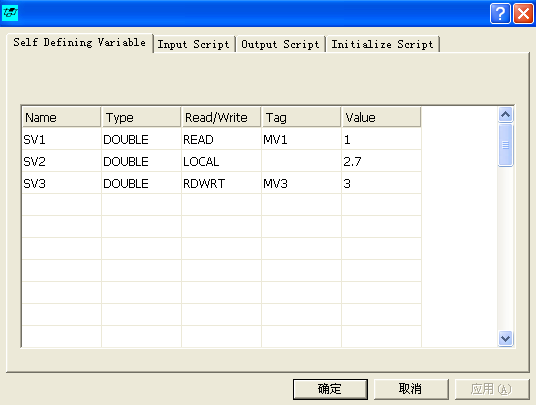 Self Defining Variable Input Script Output Script Initialize Script
Name Type Read/Write Tag Value
SV1 DOUBLE READ MV1 1
SV2 DOUBLE LOCAL 2.7
SV3 DOUBLE RDWRT MV3 3
确定 取消 应用(A)